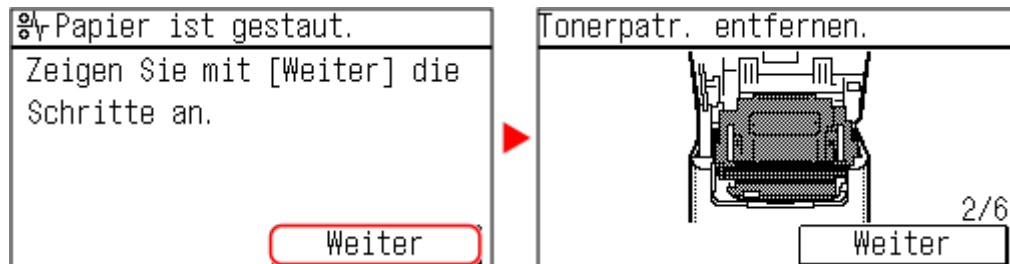 Papier ist gestaut.
Zeigen Sie mit [Weiter] die
Schritte an.
Weiter
Tonerpatr. entfernen.
2/6
Weiter